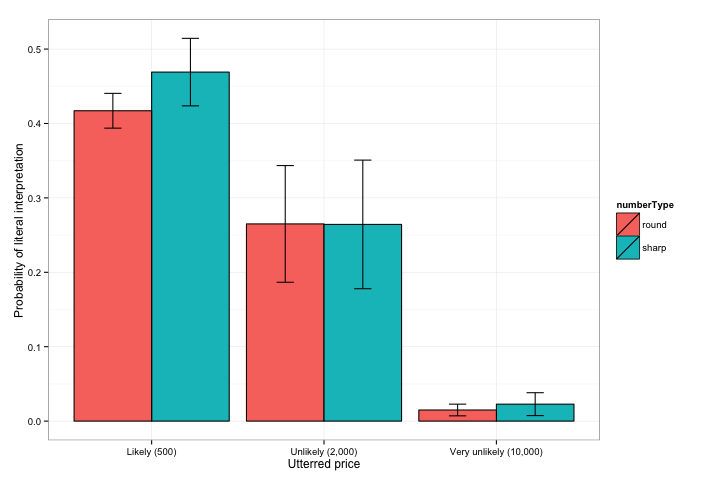 0.5
0.4
0.3
0.2
0.1
0.0
Probability of literal interpretation
Likely (500)
Unlikely (2,000)
Very unlikely (10,000)
Utterred price
numberType
round
sharp